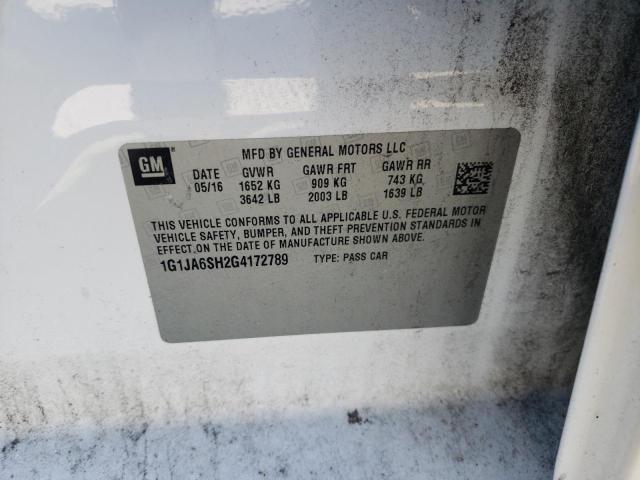 GM
MFD BY GENERAL MOTORS LLC
DATE GVWR GAWR FRT GAWR RR
05/16 1652 KG 909 KG 743 KG
3642 LB 2003 LB 1639 LB
THIS VEHICLE CONFORMS TO ALL APPLICABLE U.S. FEDERAL MOTOR
VEHICLE SAFETY, BUMPER, AND THEFT PREVENTION STANDARDS IN
EFFECT ON THE DATE OF MANUFACTURE SHOWN ABOVE.
1G1JA6SH2G4172789 TYPE: PASS CAR